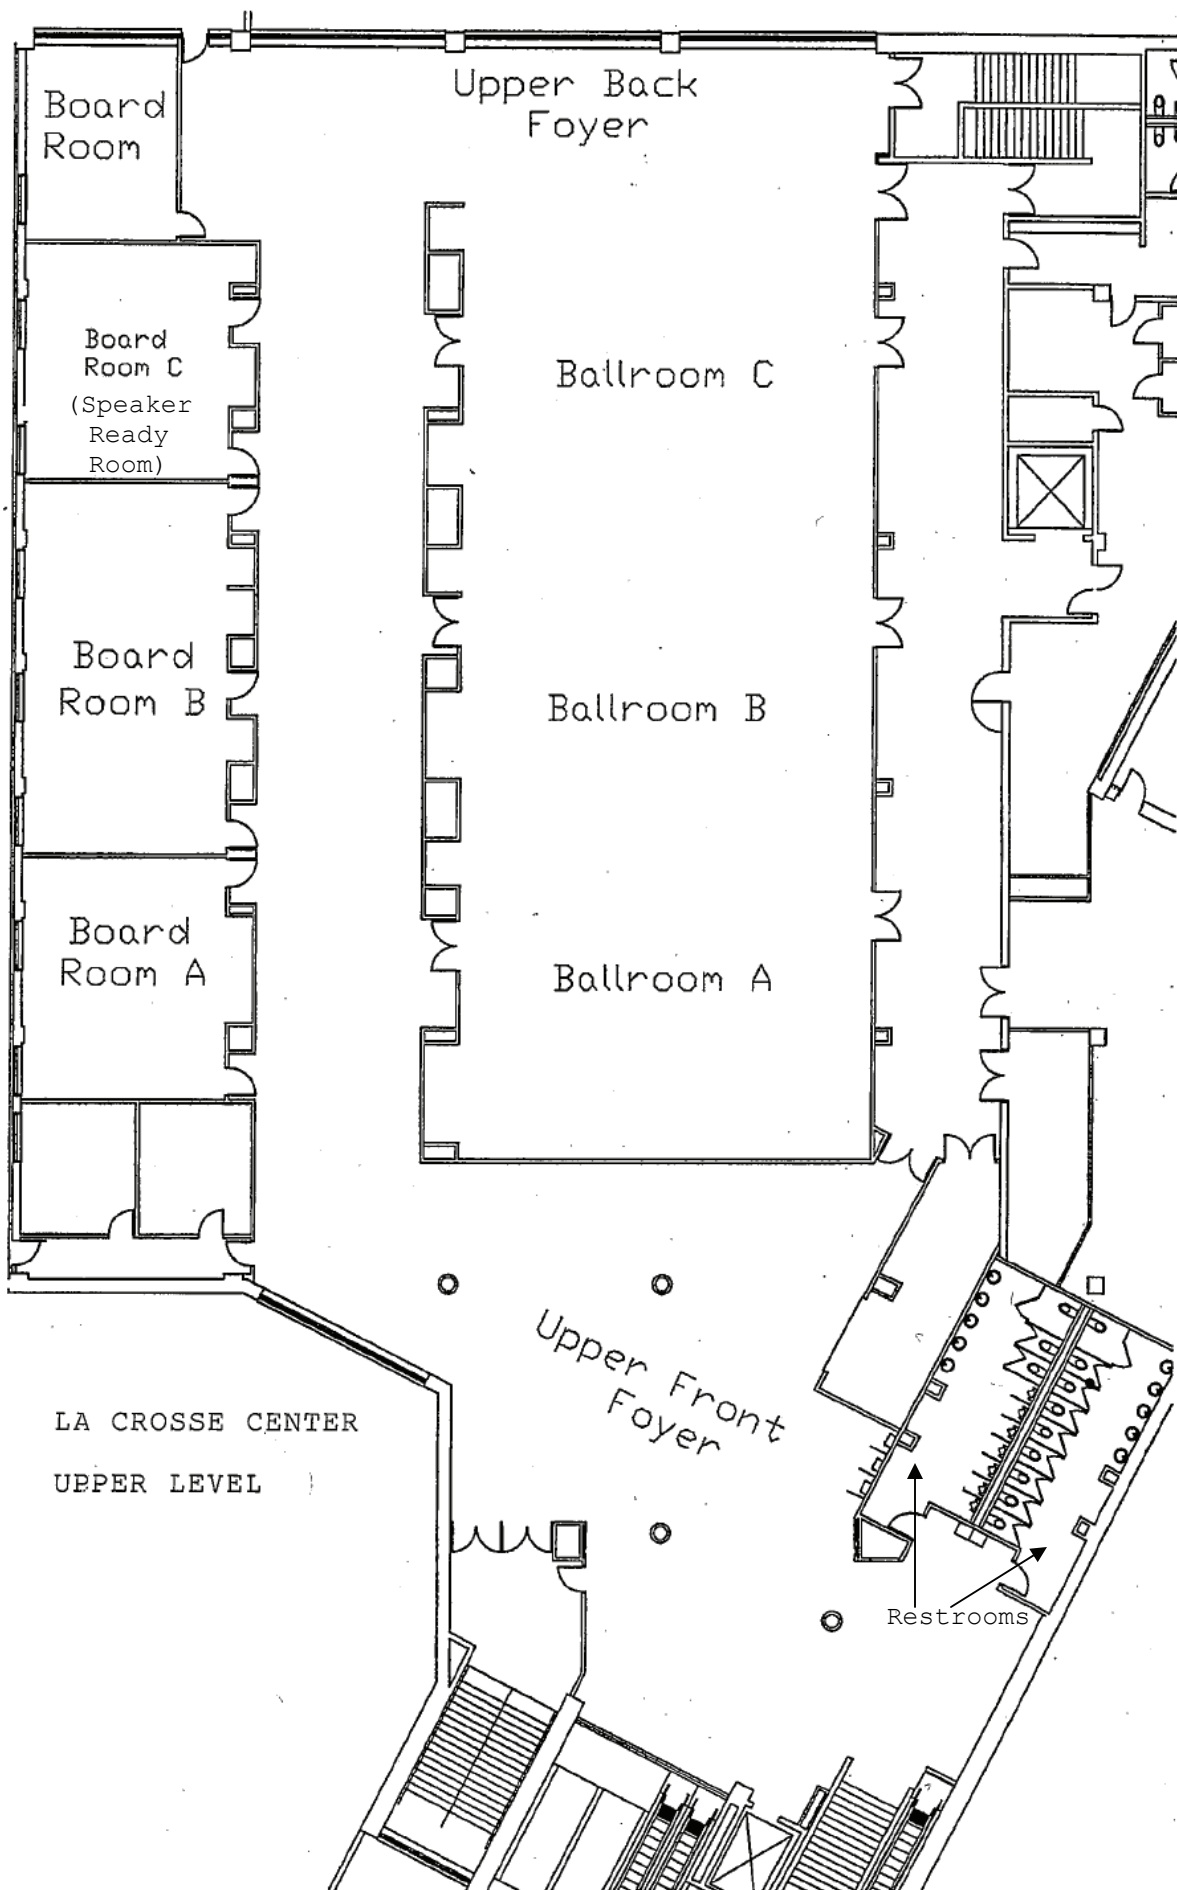 Upper Back
Foyer
Board
Room
Board
Room C
(Speaker
Ready
Room)
Ballroom C
Board
Room B
Ballroom B
Board
Room A
Ballroom A
Upper Front
Foyer
LA CROSSE CENTER
UPPER LEVEL
Restrooms